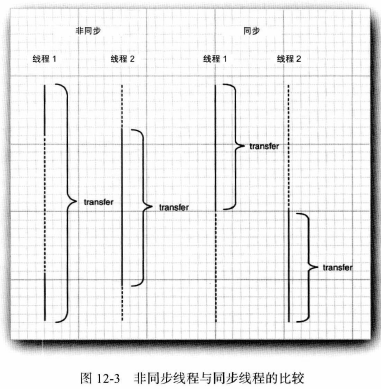 非同步 同步
线程 1 线程 2 线程 1 线程 2
transfer
transfer
transfer
transfer
图 12-3 非同步线程与同步线程的比较